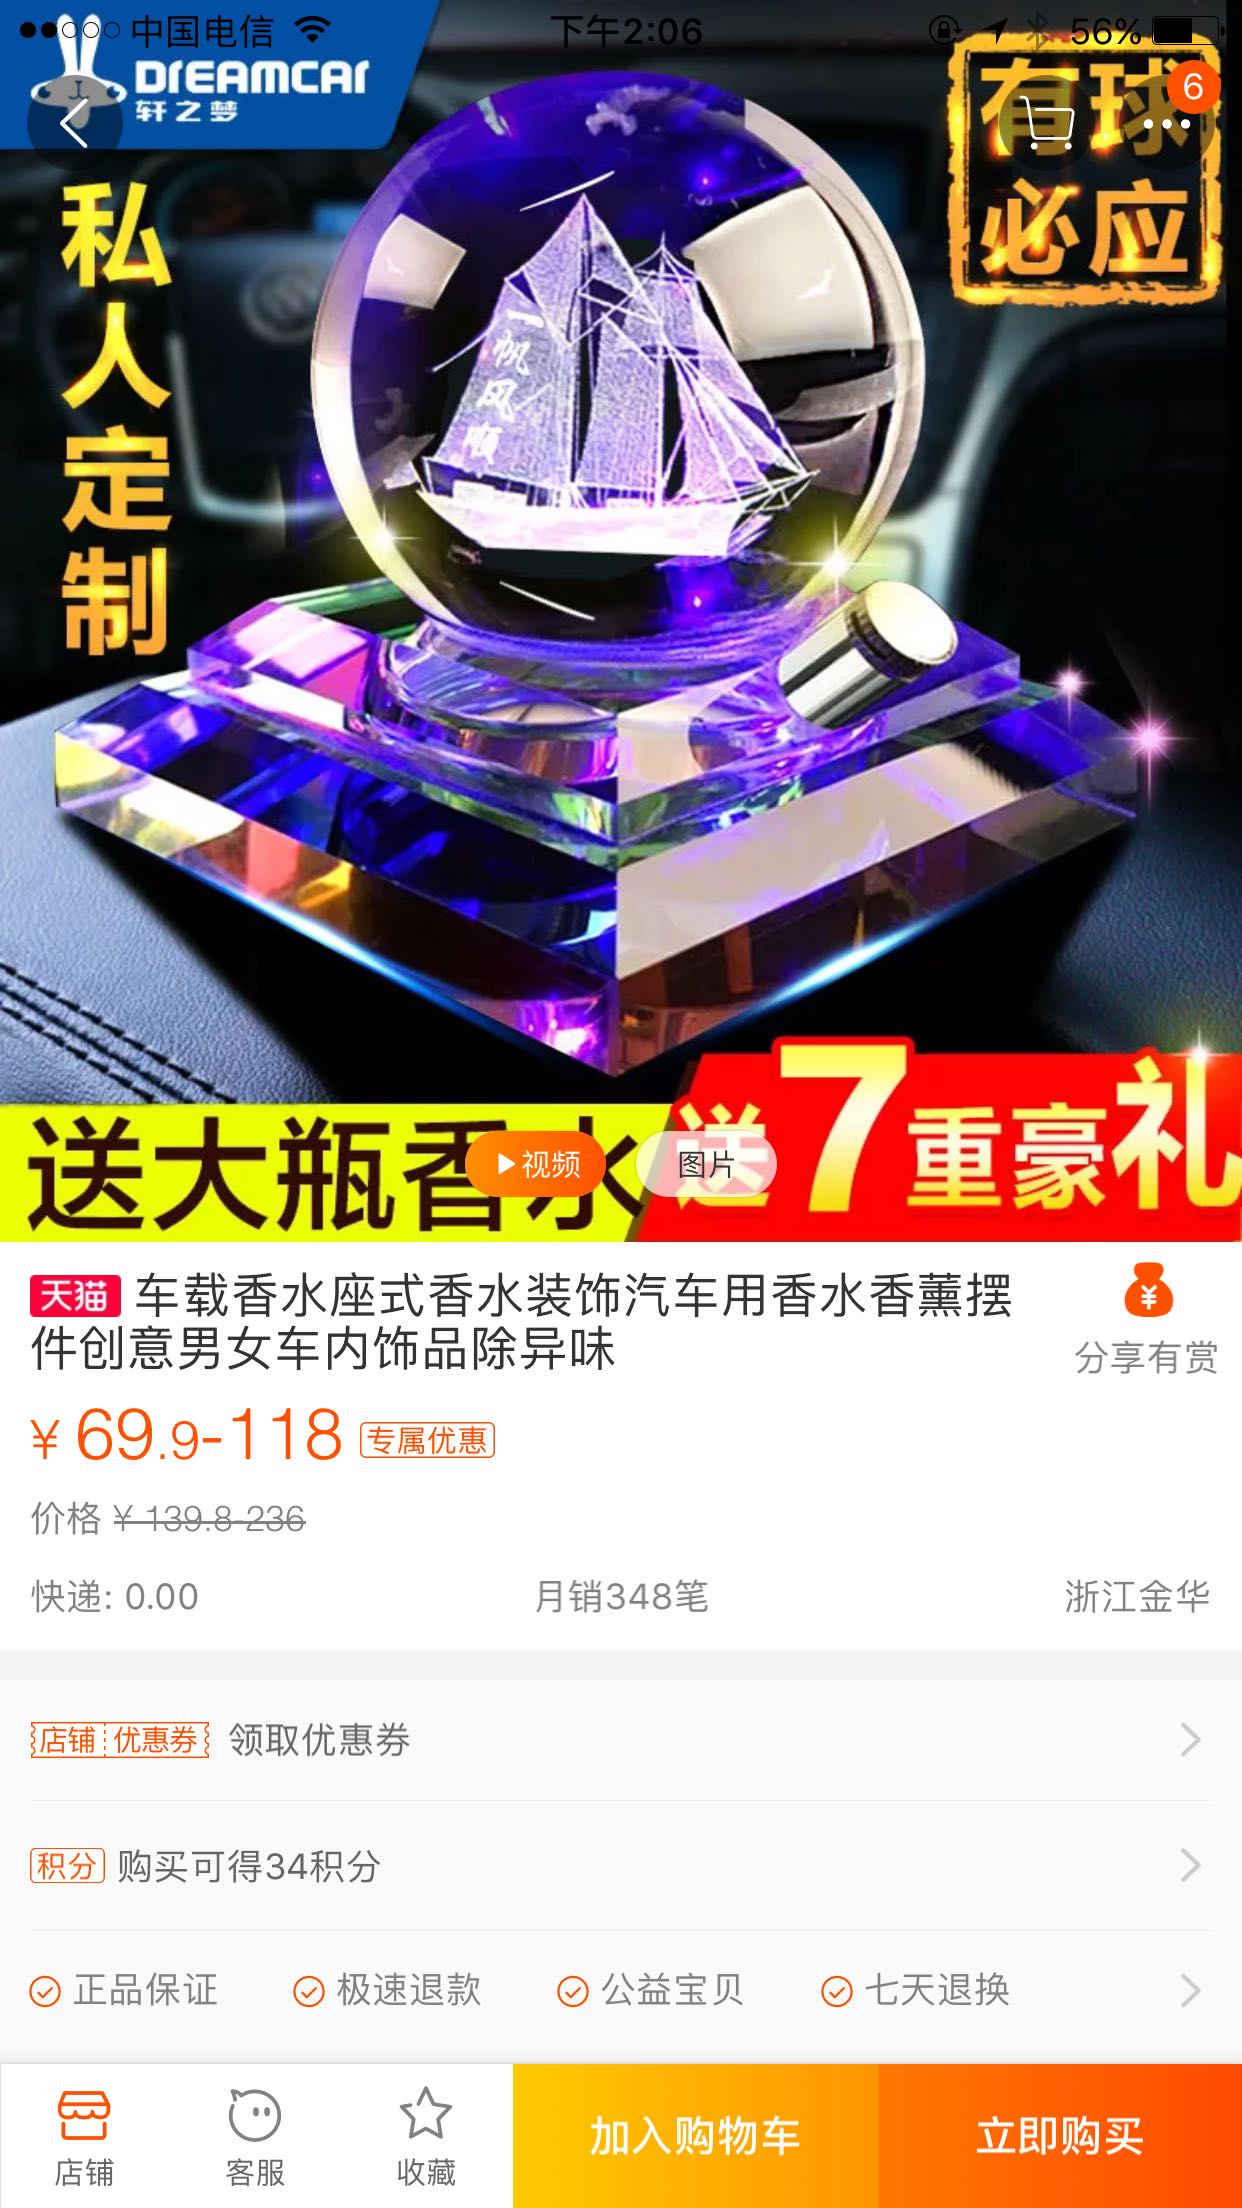 中国电信
下午2:06
56%
DreamCar
轩之梦
6
有球
必应
私人定制
一帆风顺
送大瓶香水
送7重豪礼
视频
图片
天猫 车载香水座式香水装饰汽车用香水香薰摆
件创意男女车内饰品除异味
分享有赏
¥ 69.9-118 专属优惠
价格 ¥ 139.8-236
快递: 0.00
月销348笔
浙江金华
店铺 优惠券 领取优惠券
积分 购买可得34积分
正品保证
极速退款
公益宝贝
七天退换
店铺
客服
收藏
加入购物车
立即购买